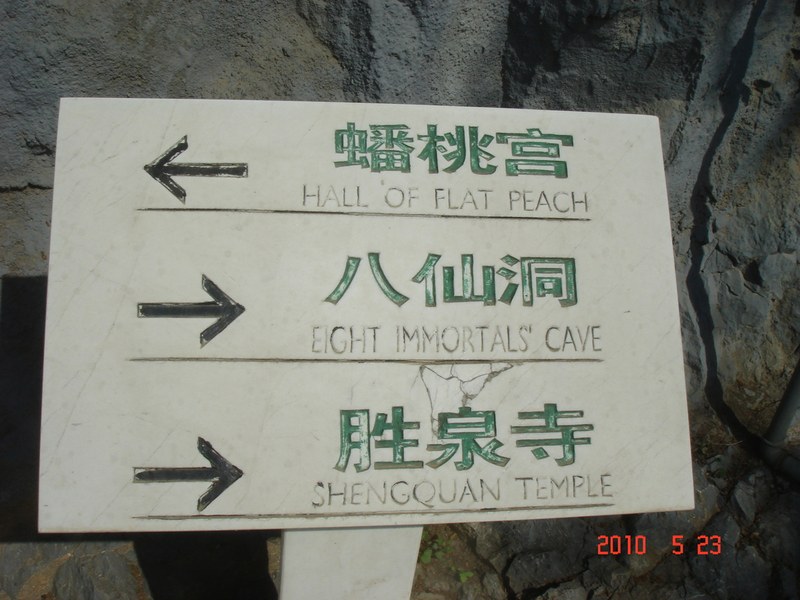 蟠桃宫
HALL OF FLAT PEACH
八仙洞
EIGHT IMMORTALS' CAVE
胜泉寺
SHENGQUAN TEMPLE
2010 5 23